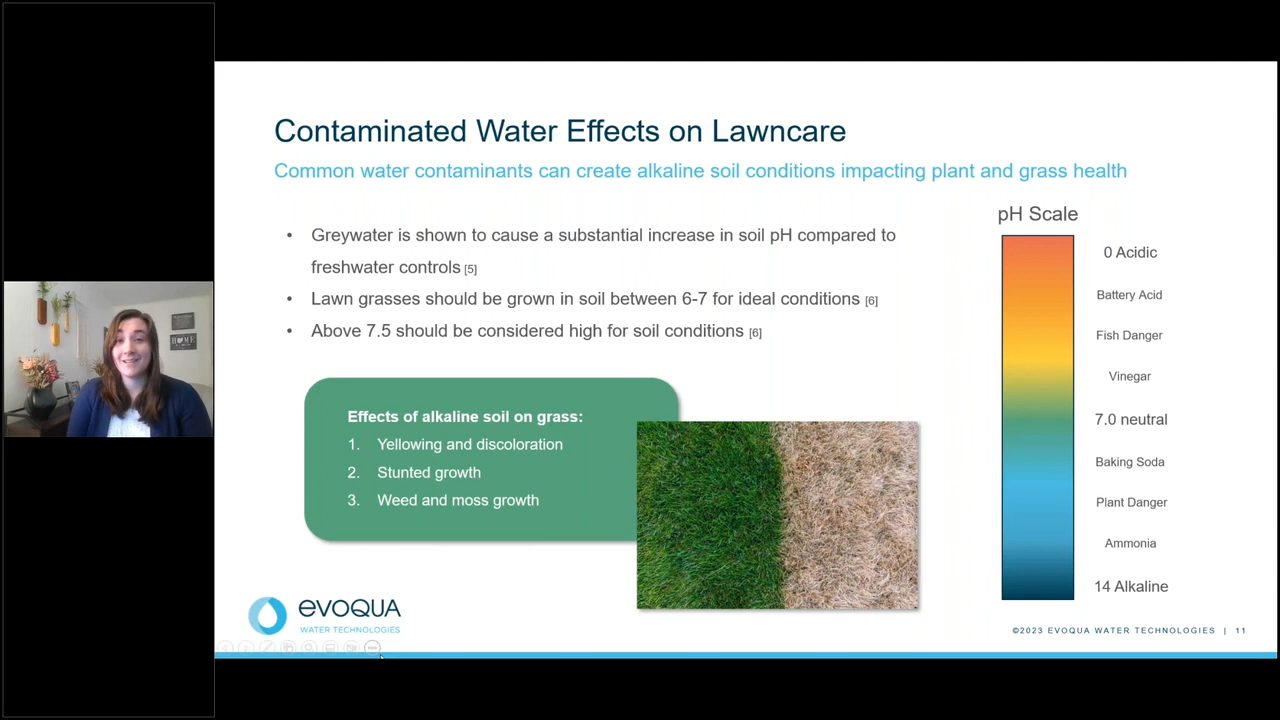 Contaminated Water Effects on Lawncare
Common water contaminants can create alkaline soil conditions impacting plant and grass health
• Greywater is shown to cause a substantial increase in soil pH compared to
freshwater controls [5]
• Lawn grasses should be grown in soil between 6-7 for ideal conditions [6]
• Above 7.5 should be considered high for soil conditions [6]
Effects of alkaline soil on grass:
1. Yellowing and discoloration
2. Stunted growth
3. Weed and moss growth
pH Scale
0 Acidic
Battery Acid
Fish Danger
Vinegar
7.0 neutral
Baking Soda
Plant Danger
Ammonia
14 Alkaline
evoqua
WATER TECHNOLOGIES
©2023 EVOQUA WATER TECHNOLOGIES | 11